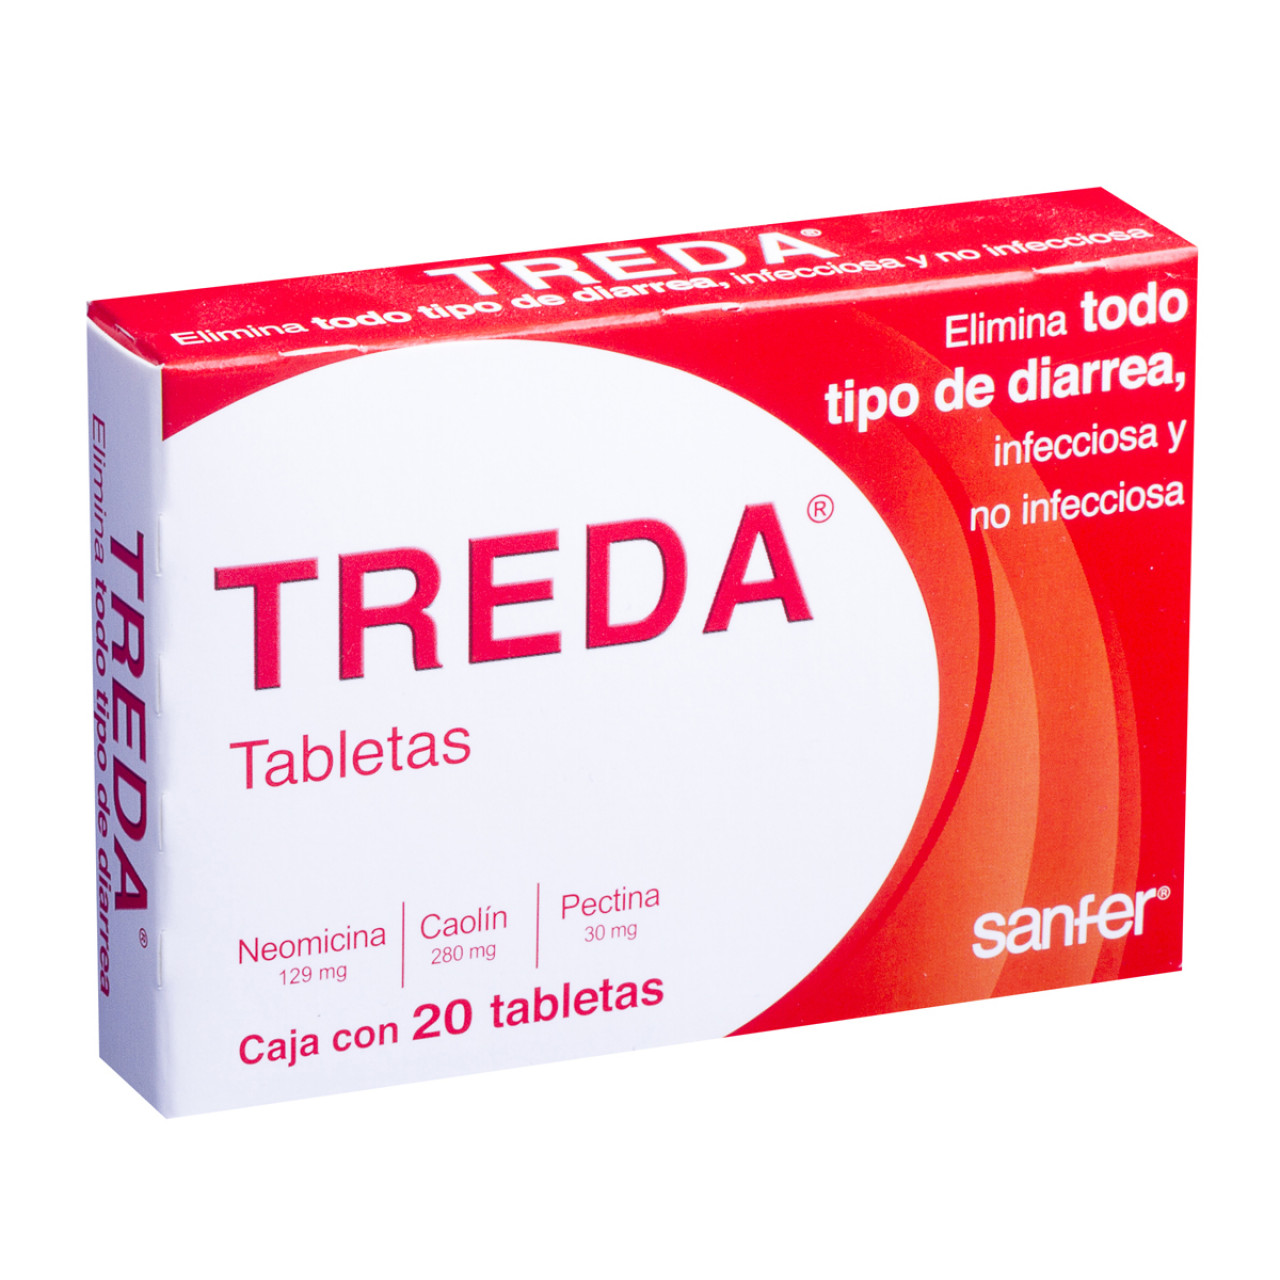 TREDA®
Elimina todo tipo de diarrea, infecciosa y no infecciosa
Elimina todo
tipo de diarrea,
infecciosa y
no infecciosa
TREDA®
Tabletas
Neomicina
129 mg
Caolín
280 mg
Pectina
30 mg
Caja con 20 tabletas
sanfer®
TREDA®
Elimina todo tipo de diarrea